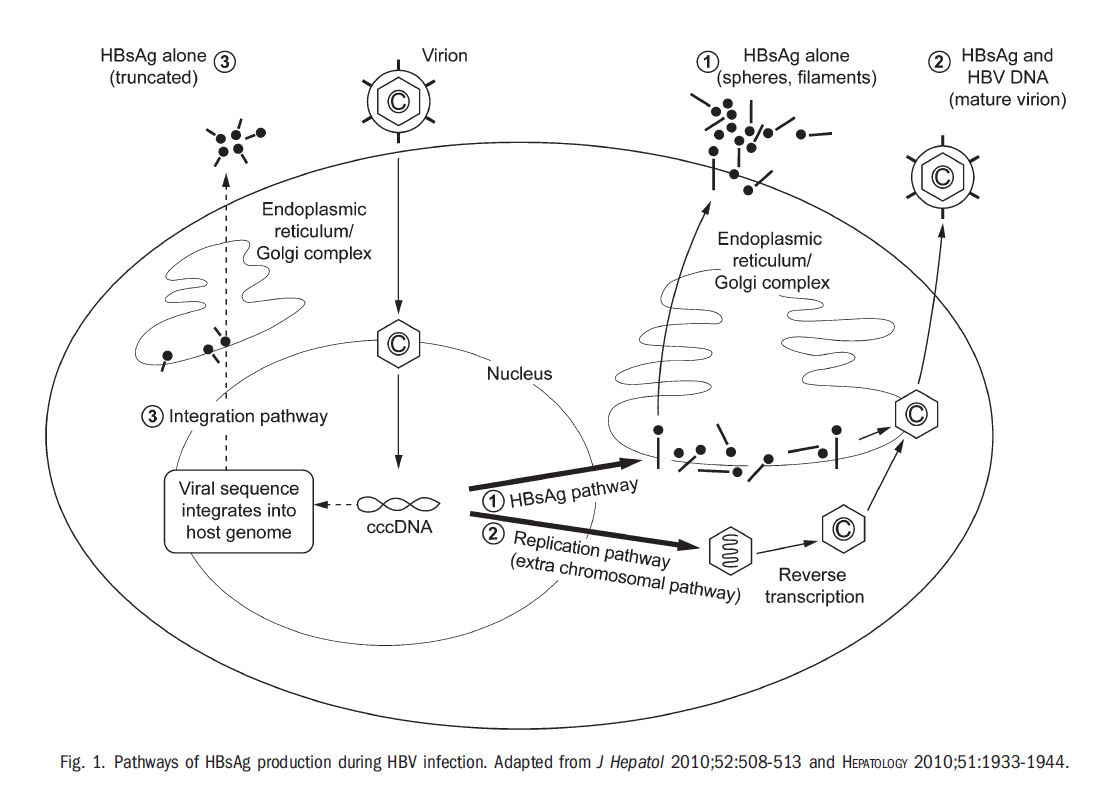 HBsAg alone ③
(truncated)
Virion
① HBsAg alone
(spheres, filaments)
② HBsAg and
HBV DNA
(mature virion)
C
C
Endoplasmic
reticulum/
Golgi complex
Endoplasmic
reticulum/
Golgi complex
C
Nucleus
③ Integration pathway
C
Viral sequence
integrates into
host genome
cccDNA
① HBsAg pathway
② Replication pathway
(extra chromosomal pathway)
C
Reverse
transcription
Fig. 1. Pathways of HBsAg production during HBV infection. Adapted from J Hepatol 2010;52:508-513 and HEPATOLOGY 2010;51:1933-1944.